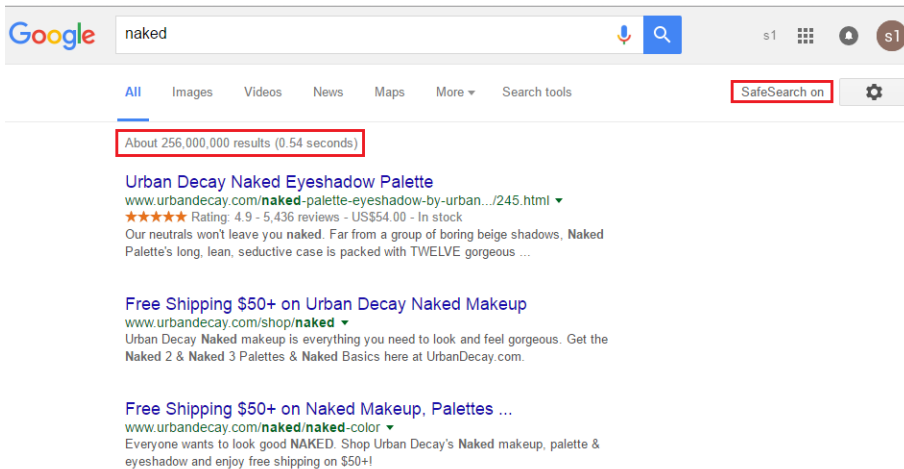 Google naked s1 s1
All Images Videos News Maps More Search tools SafeSearch on
About 256,000,000 results (0.54 seconds)
Urban Decay Naked Eyeshadow Palette
www.urbandecay.com/naked-palette-eyeshadow-by-urban.../245.html
Rating: 4.9 - 5,436 reviews - US$54.00 - In stock
Our neutrals won't leave you naked. Far from a group of boring beige shadows, Naked
Palette's long, lean, seductive case is packed with TWELVE gorgeous ...
Free Shipping $50+ on Urban Decay Naked Makeup
www.urbandecay.com/shop/naked
Urban Decay Naked makeup is everything you need to look and feel gorgeous. Get the
Naked 2 & Naked 3 Palettes & Naked Basics here at UrbanDecay.com.
Free Shipping $50+ on Naked Makeup, Palettes ...
www.urbandecay.com/naked/naked-color
Everyone wants to look good NAKED. Shop Urban Decay's Naked makeup, palette &
eyeshadow and enjoy free shipping on $50+!